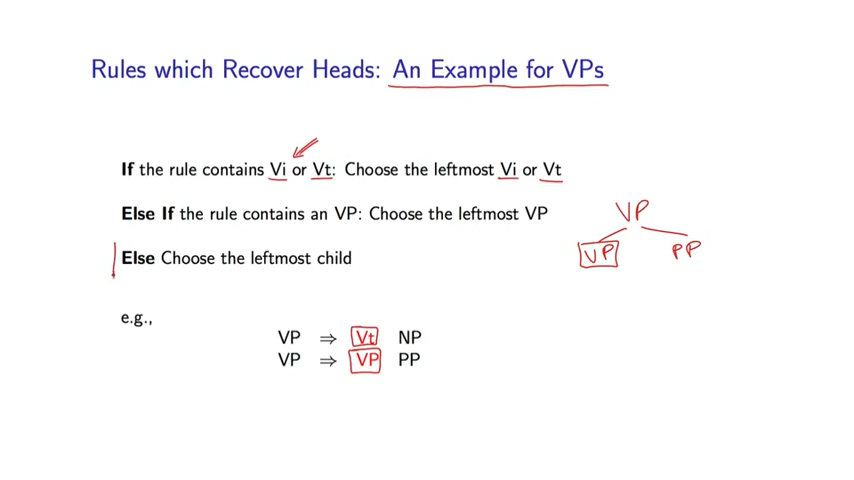 Rules which Recover Heads: An Example for VPs
If the rule contains Vi or Vt: Choose the leftmost Vi or Vt
Else If the rule contains an VP: Choose the leftmost VP
VP
VP PP
Else Choose the leftmost child
e.g.,
VP ⇒ Vt NP
VP ⇒ VP PP